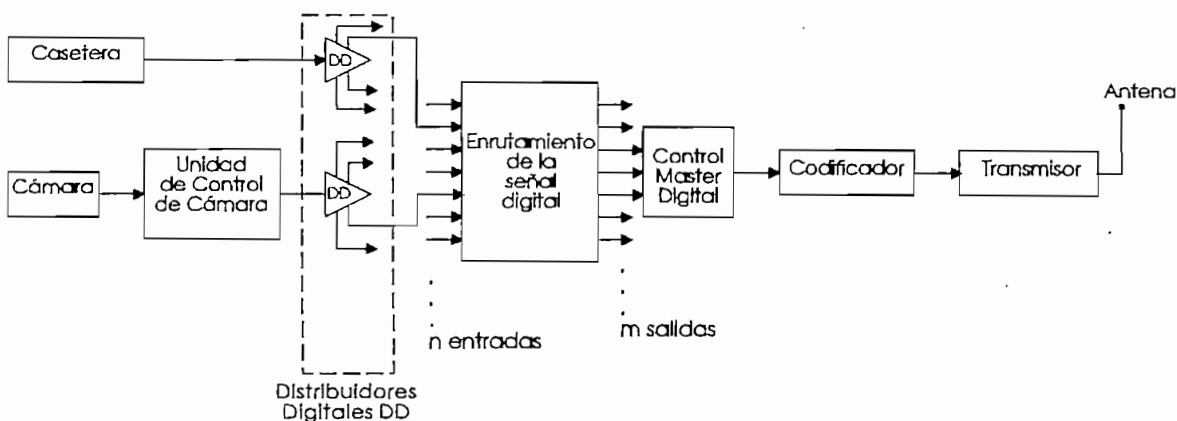 Casetera
DD
Antena
Enrutamiento
de la
señal
digital
Unidad
de Control
de Cámara
Control
Master
Digital
Codificador
Transmisor
Cámara
DD
n entradas
m salidas
Distribuidores
Digitales DD